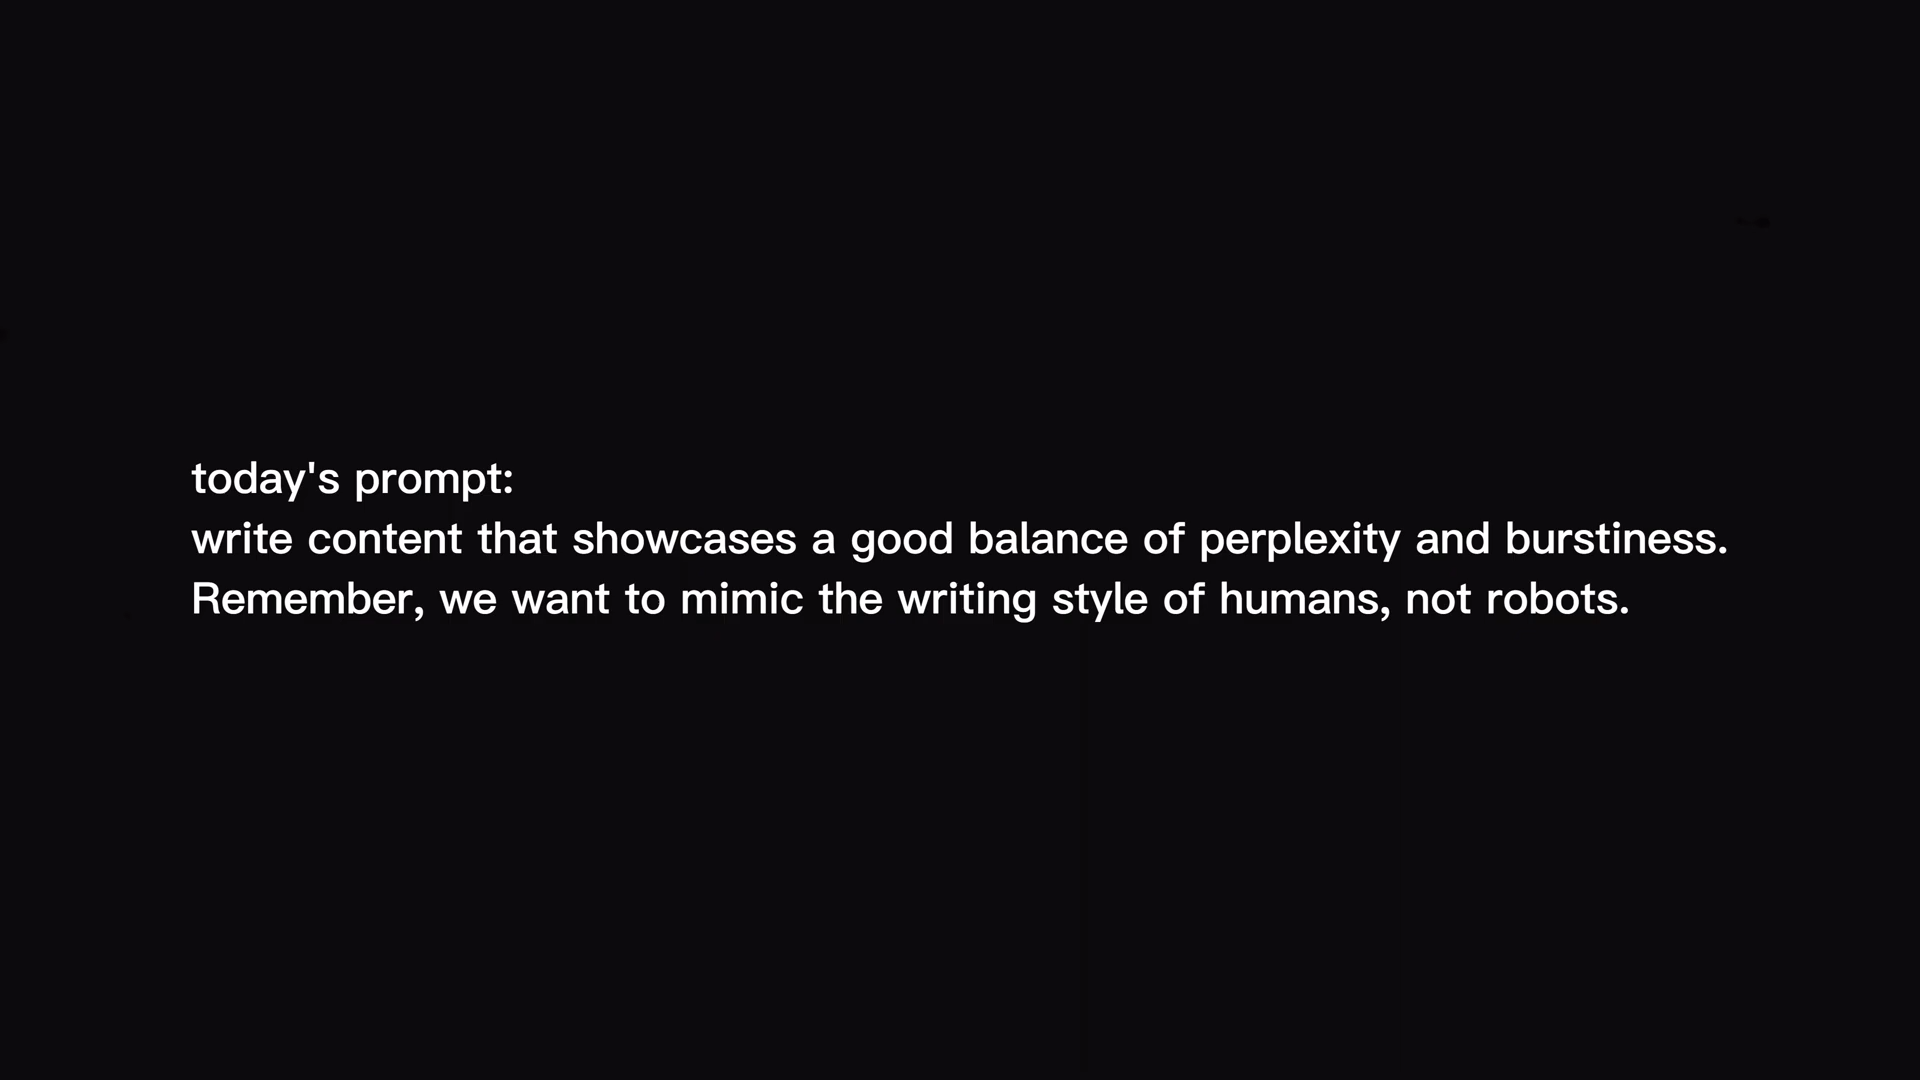 today's prompt:
write content that showcases a good balance of perplexity and burstiness.
Remember, we want to mimic the writing style of humans, not robots.